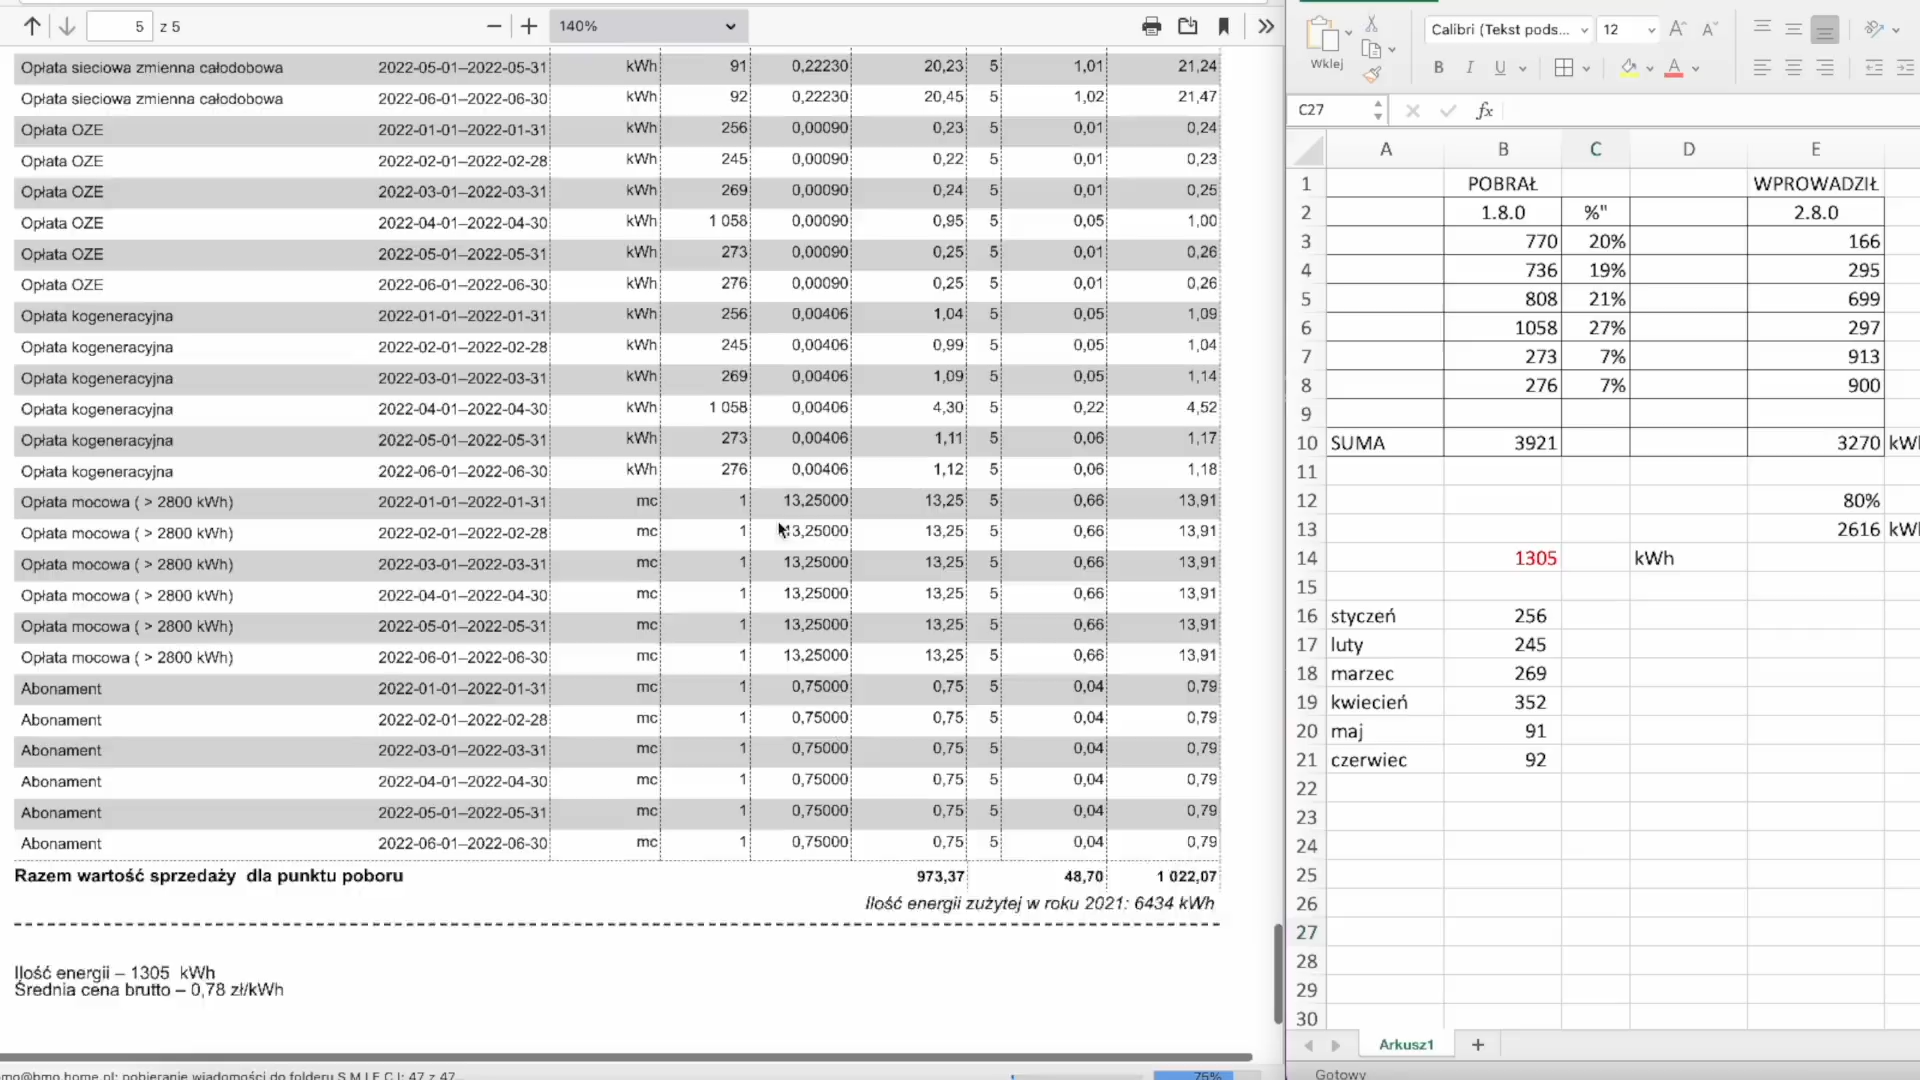 5 z 5 140%
Opłata sieciowa zmienna całodobowa 2022-05-01–2022-05-31 kWh 91 0,22230 20,23 5 1,01 21,24
Opłata sieciowa zmienna całodobowa 2022-06-01–2022-06-30 kWh 92 0,22230 20,45 5 1,02 21,47
Opłata OZE 2022-01-01–2022-01-31 kWh 256 0,00090 0,23 5 0,01 0,24
Opłata OZE 2022-02-01–2022-02-28 kWh 245 0,00090 0,22 5 0,01 0,23
Opłata OZE 2022-03-01–2022-03-31 kWh 269 0,00090 0,24 5 0,01 0,25
Opłata OZE 2022-04-01–2022-04-30 kWh 1 058 0,00090 0,95 5 0,05 1,00
Opłata OZE 2022-05-01–2022-05-31 kWh 273 0,00090 0,25 5 0,01 0,26
Opłata OZE 2022-06-01–2022-06-30 kWh 276 0,00090 0,25 5 0,01 0,26
Opłata kogeneracyjna 2022-01-01–2022-01-31 kWh 256 0,00406 1,04 5 0,05 1,09
Opłata kogeneracyjna 2022-02-01–2022-02-28 kWh 245 0,00406 0,99 5 0,05 1,04
Opłata kogeneracyjna 2022-03-01–2022-03-31 kWh 269 0,00406 1,09 5 0,05 1,14
Opłata kogeneracyjna 2022-04-01–2022-04-30 kWh 1 058 0,00406 4,30 5 0,22 4,52
Opłata kogeneracyjna 2022-05-01–2022-05-31 kWh 273 0,00406 1,11 5 0,06 1,17
Opłata kogeneracyjna 2022-06-01–2022-06-30 kWh 276 0,00406 1,12 5 0,06 1,18
Opłata mocowa ( > 2800 kWh) 2022-01-01–2022-01-31 mc 1 13,25000 13,25 5 0,66 13,91
Opłata mocowa ( > 2800 kWh) 2022-02-01–2022-02-28 mc 1 13,25000 13,25 5 0,66 13,91
Opłata mocowa ( > 2800 kWh) 2022-03-01–2022-03-31 mc 1 13,25000 13,25 5 0,66 13,91
Opłata mocowa ( > 2800 kWh) 2022-04-01–2022-04-30 mc 1 13,25000 13,25 5 0,66 13,91
Opłata mocowa ( > 2800 kWh) 2022-05-01–2022-05-31 mc 1 13,25000 13,25 5 0,66 13,91
Opłata mocowa ( > 2800 kWh) 2022-06-01–2022-06-30 mc 1 13,25000 13,25 5 0,66 13,91
Abonament 2022-01-01–2022-01-31 mc 1 0,75000 0,75 5 0,04 0,79
Abonament 2022-02-01–2022-02-28 mc 1 0,75000 0,75 5 0,04 0,79
Abonament 2022-03-01–2022-03-31 mc 1 0,75000 0,75 5 0,04 0,79
Abonament 2022-04-01–2022-04-30 mc 1 0,75000 0,75 5 0,04 0,79
Abonament 2022-05-01–2022-05-31 mc 1 0,75000 0,75 5 0,04 0,79
Abonament 2022-06-01–2022-06-30 mc 1 0,75000 0,75 5 0,04 0,79
Razem wartość sprzedaży dla punktu poboru 973,37 48,70 1 022,07
Ilość energii zużytej w roku 2021: 6434 kWh
Ilość energii – 1305 kWh
Średnia cena brutto – 0,78 zł/kWh
pobieranie wiadomości do folderu S M I E C I: 47 z 47 75%
Wklej Calibri (Tekst pods... 12
B I U A
C27 fx
A B C D E
1 POBRAŁ WPROWADZIŁ
2 1.8.0 %" 2.8.0
3 770 20% 166
4 736 19% 295
5 808 21% 699
6 1058 27% 297
7 273 7% 913
8 276 7% 900
9
10 SUMA 3921 3270 kWh
11
12 80%
13 2616 kWh
14 1305 kWh
15
16 styczeń 256
17 luty 245
18 marzec 269
19 kwiecień 352
20 maj 91
21 czerwiec 92
22
23
24
25
26
27
28
29
30
Arkusz1 +
Gotowy